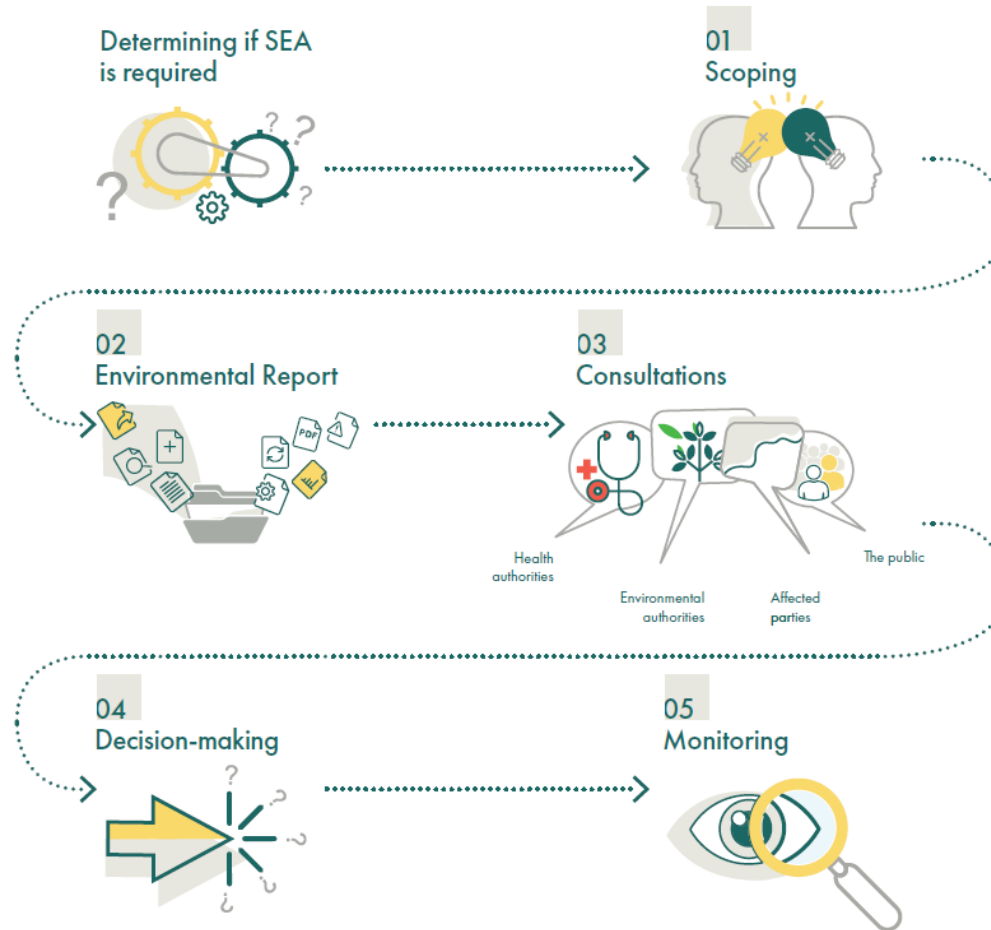 Determining if SEA
is required
?
?
?
?
01
Scoping
02
Environmental Report
PDF
03
Consultations
Health
authorities
Environmental
authorities
Affected
parties
The public
04
Decision-making
?
?
?
?
?
05
Monitoring